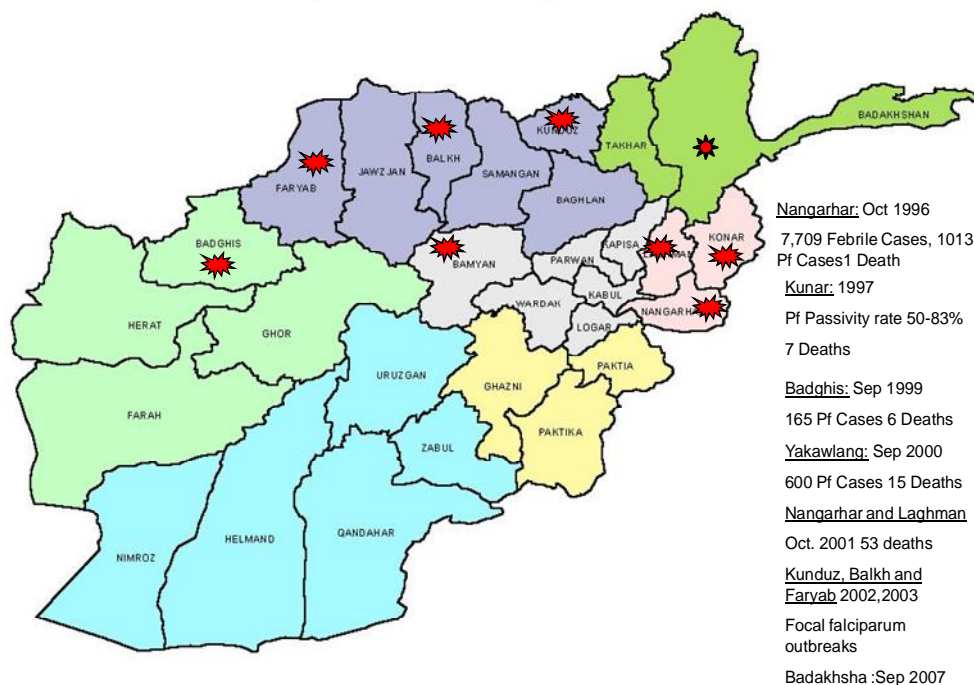 BADAKHSHAN
TAKHAR
KUNDUZ
BALKH
JAWZJAN
SAMANGAN
FARYAB
BAGHLAN
BADGHIS
KAPISA
KONAR
PARWAN
BAMYAN
KABUL
WARDAK
NANGARHA
HERAT
GHOR
LOGAR
PAKTIA
URUZGAN
GHAZNI
FARAH
PAKTIKA
ZABUL
QANDAHAR
HELMAND
NIMROZ
Nangarhar: Oct 1996
7,709 Febrile Cases, 1013
Pf Cases1 Death
Kunar: 1997
Pf Passivity rate 50-83%
7 Deaths
Badghis: Sep 1999
165 Pf Cases 6 Deaths
Yakawlang: Sep 2000
600 Pf Cases 15 Deaths
Nangarhar and Laghman
Oct. 2001 53 deaths
Kunduz, Balkh and
Faryab 2002,2003
Focal falciparum
outbreaks
Badakhsha :Sep 2007